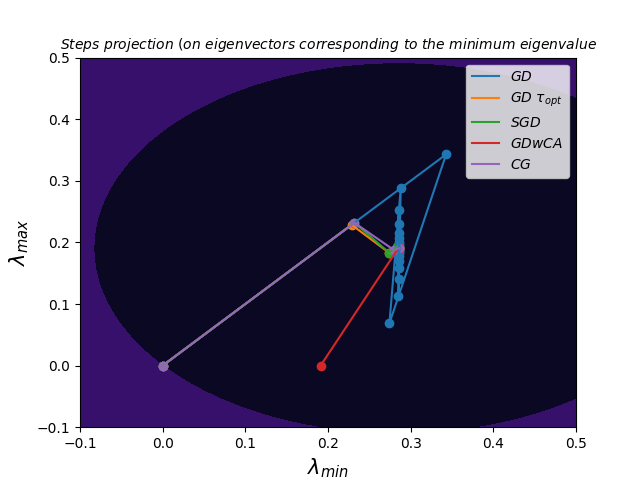 Steps projection (on eigenvectors corresponding to the minimum eigenvalue
0.5
0.4
0.3
0.2
0.1
0.0
−0.1
λmax
GD
GD τopt
SGD
GDwCA
CG
−0.1 0.0 0.1 0.2 0.3 0.4 0.5
λmin